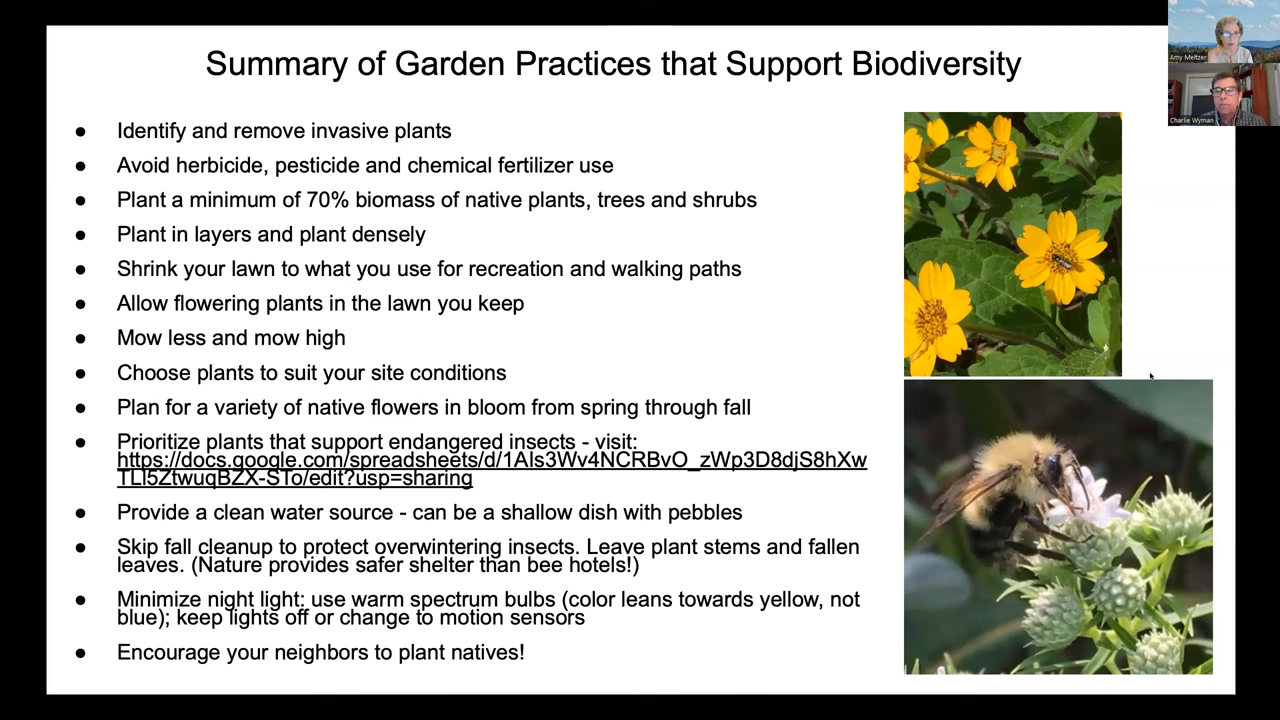 Summary of Garden Practices that Support Biodiversity
Amy Meltzer
Charlie Wyman
● Identify and remove invasive plants
● Avoid herbicide, pesticide and chemical fertilizer use
● Plant a minimum of 70% biomass of native plants, trees and shrubs
● Plant in layers and plant densely
● Shrink your lawn to what you use for recreation and walking paths
● Allow flowering plants in the lawn you keep
● Mow less and mow high
● Choose plants to suit your site conditions
● Plan for a variety of native flowers in bloom from spring through fall
● Prioritize plants that support endangered insects - visit:
https://docs.google.com/spreadsheets/d/1AIs3Wv4NCRBvO_zWp3D8djS8hXw
TLl5ZtwuqBZX-STo/edit?usp=sharing
● Provide a clean water source - can be a shallow dish with pebbles
● Skip fall cleanup to protect overwintering insects. Leave plant stems and fallen
leaves. (Nature provides safer shelter than bee hotels!)
● Minimize night light: use warm spectrum bulbs (color leans towards yellow, not
blue); keep lights off or change to motion sensors
● Encourage your neighbors to plant natives!